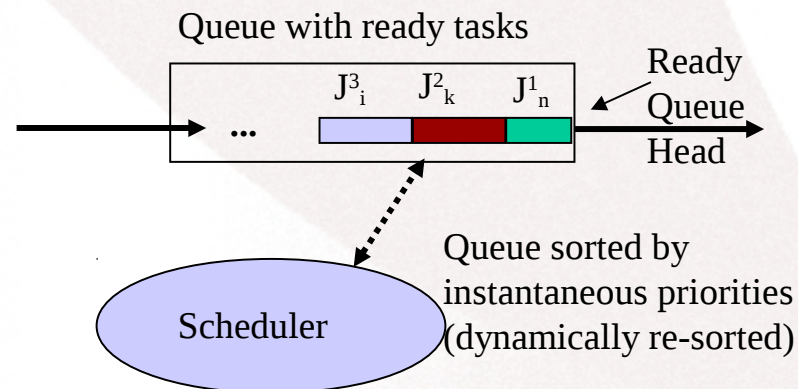 Queue with ready tasks
Ready
Queue
Head
J³ᵢ J²ₖ J¹ₙ
...
Queue sorted by
instantaneous priorities
(dynamically re-sorted)
Scheduler